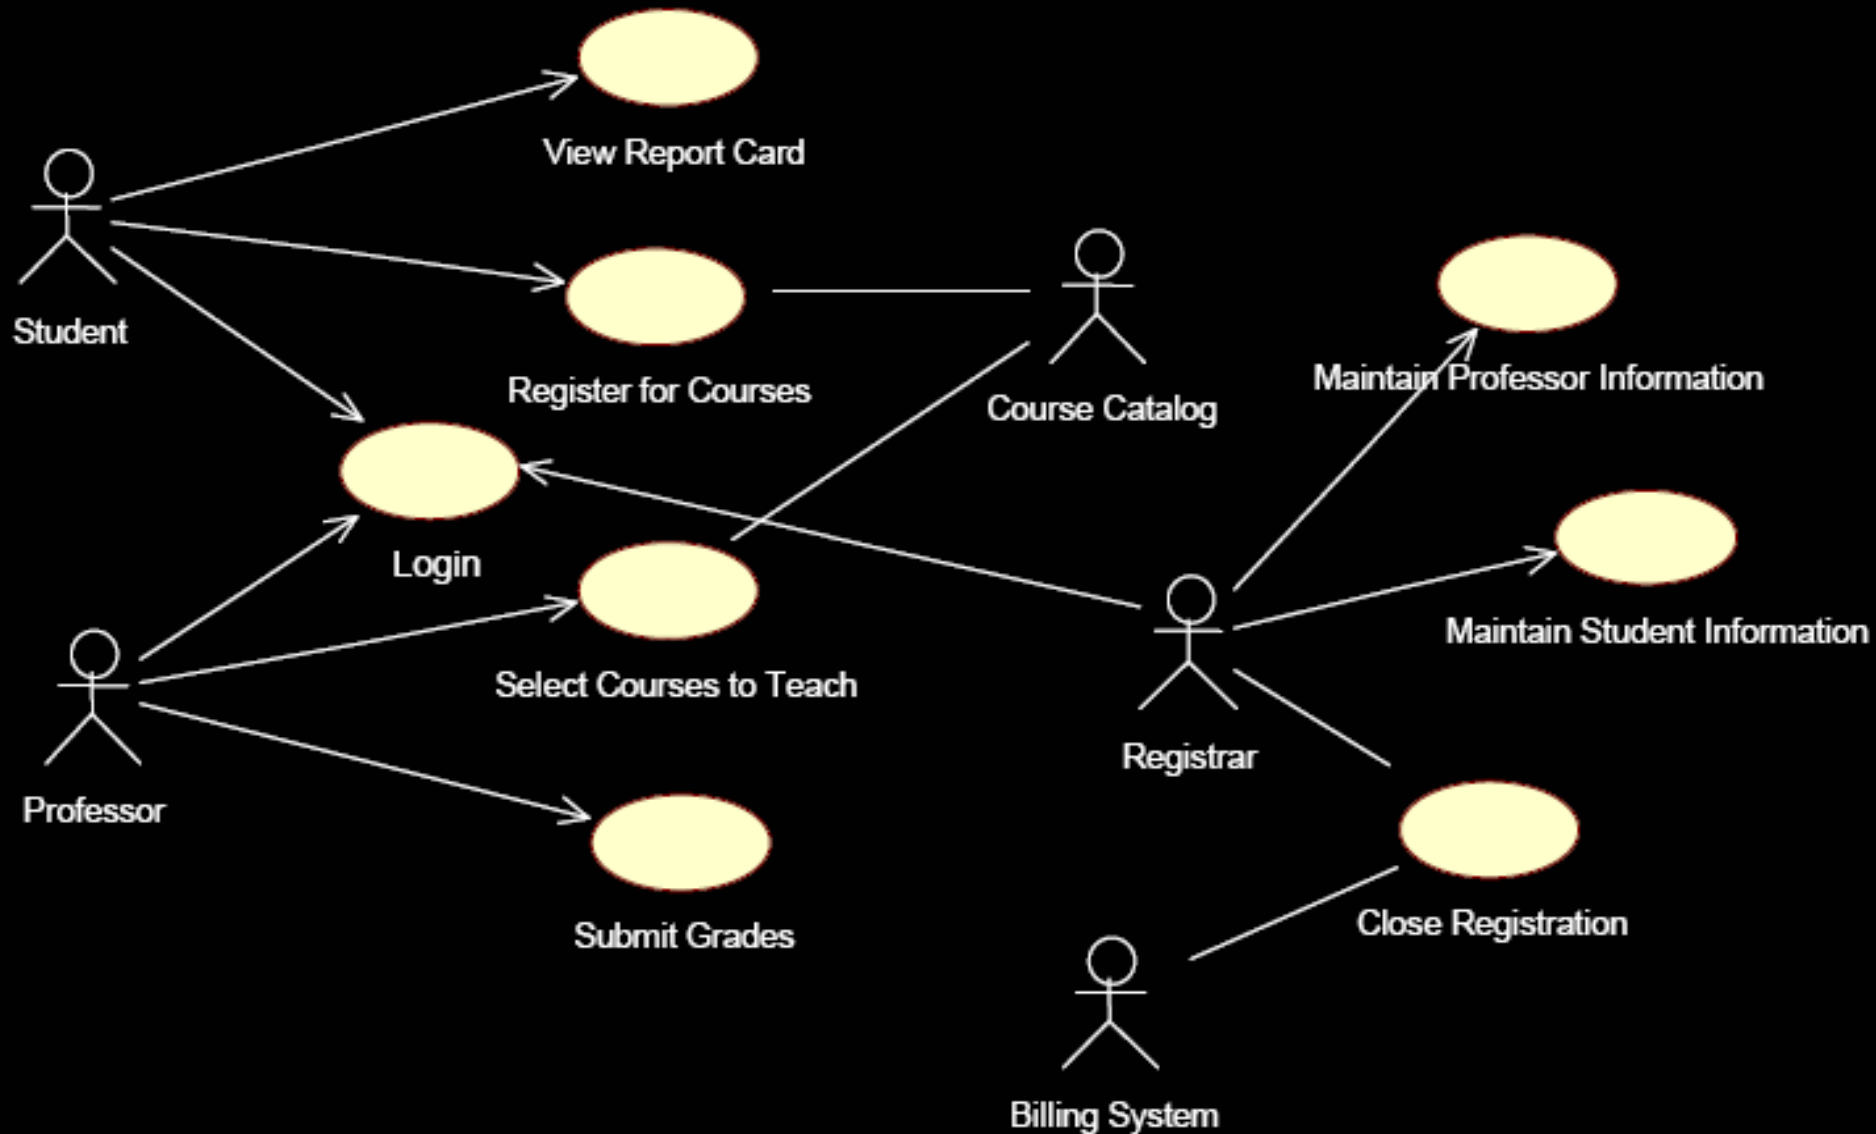 View Report Card
Student
Register for Courses
Course Catalog
Maintain Professor Information
Login
Select Courses to Teach
Maintain Student Information
Registrar
Professor
Submit Grades
Close Registration
Billing System